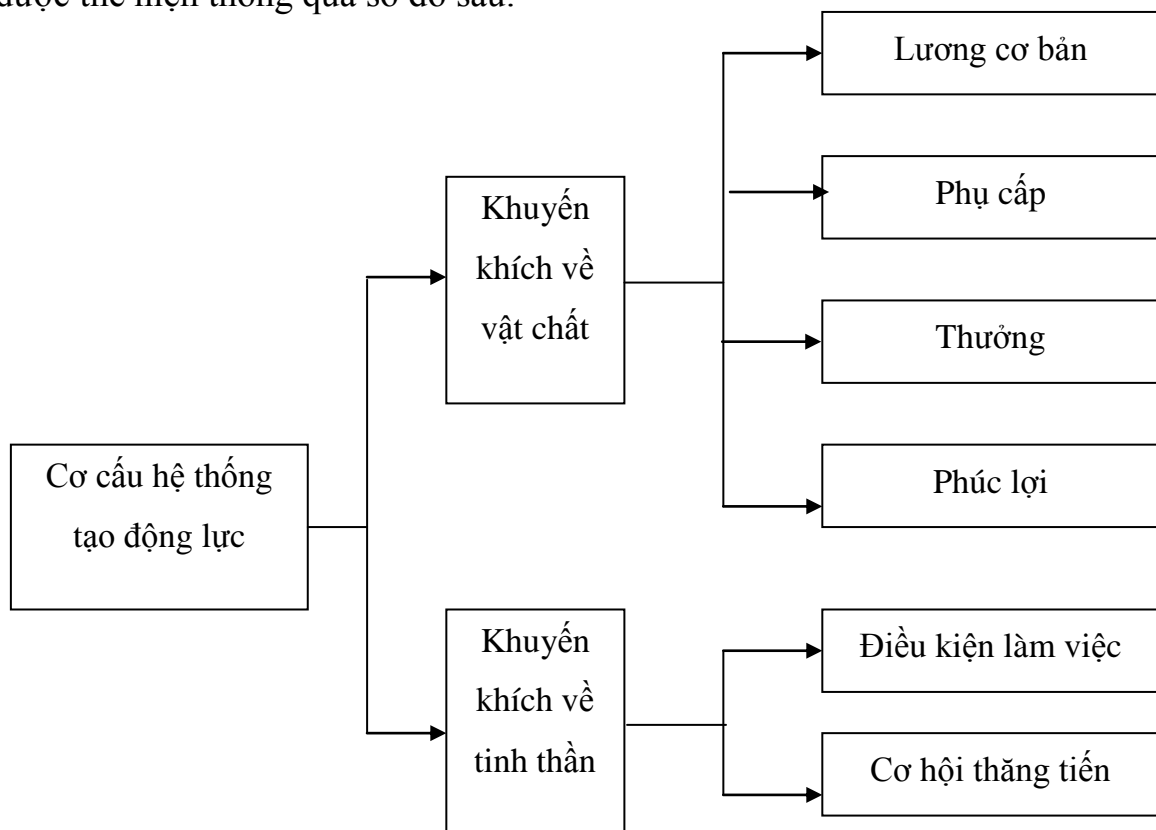 được thể hiện thông qua sơ đồ sau:
Lương cơ bản
Phụ cấp
Khuyến
khích về
vật chất
Thưởng
Phúc lợi
Cơ cấu hệ thống
tạo động lực
Khuyến
khích về
tinh thần
Điều kiện làm việc
Cơ hội thăng tiến